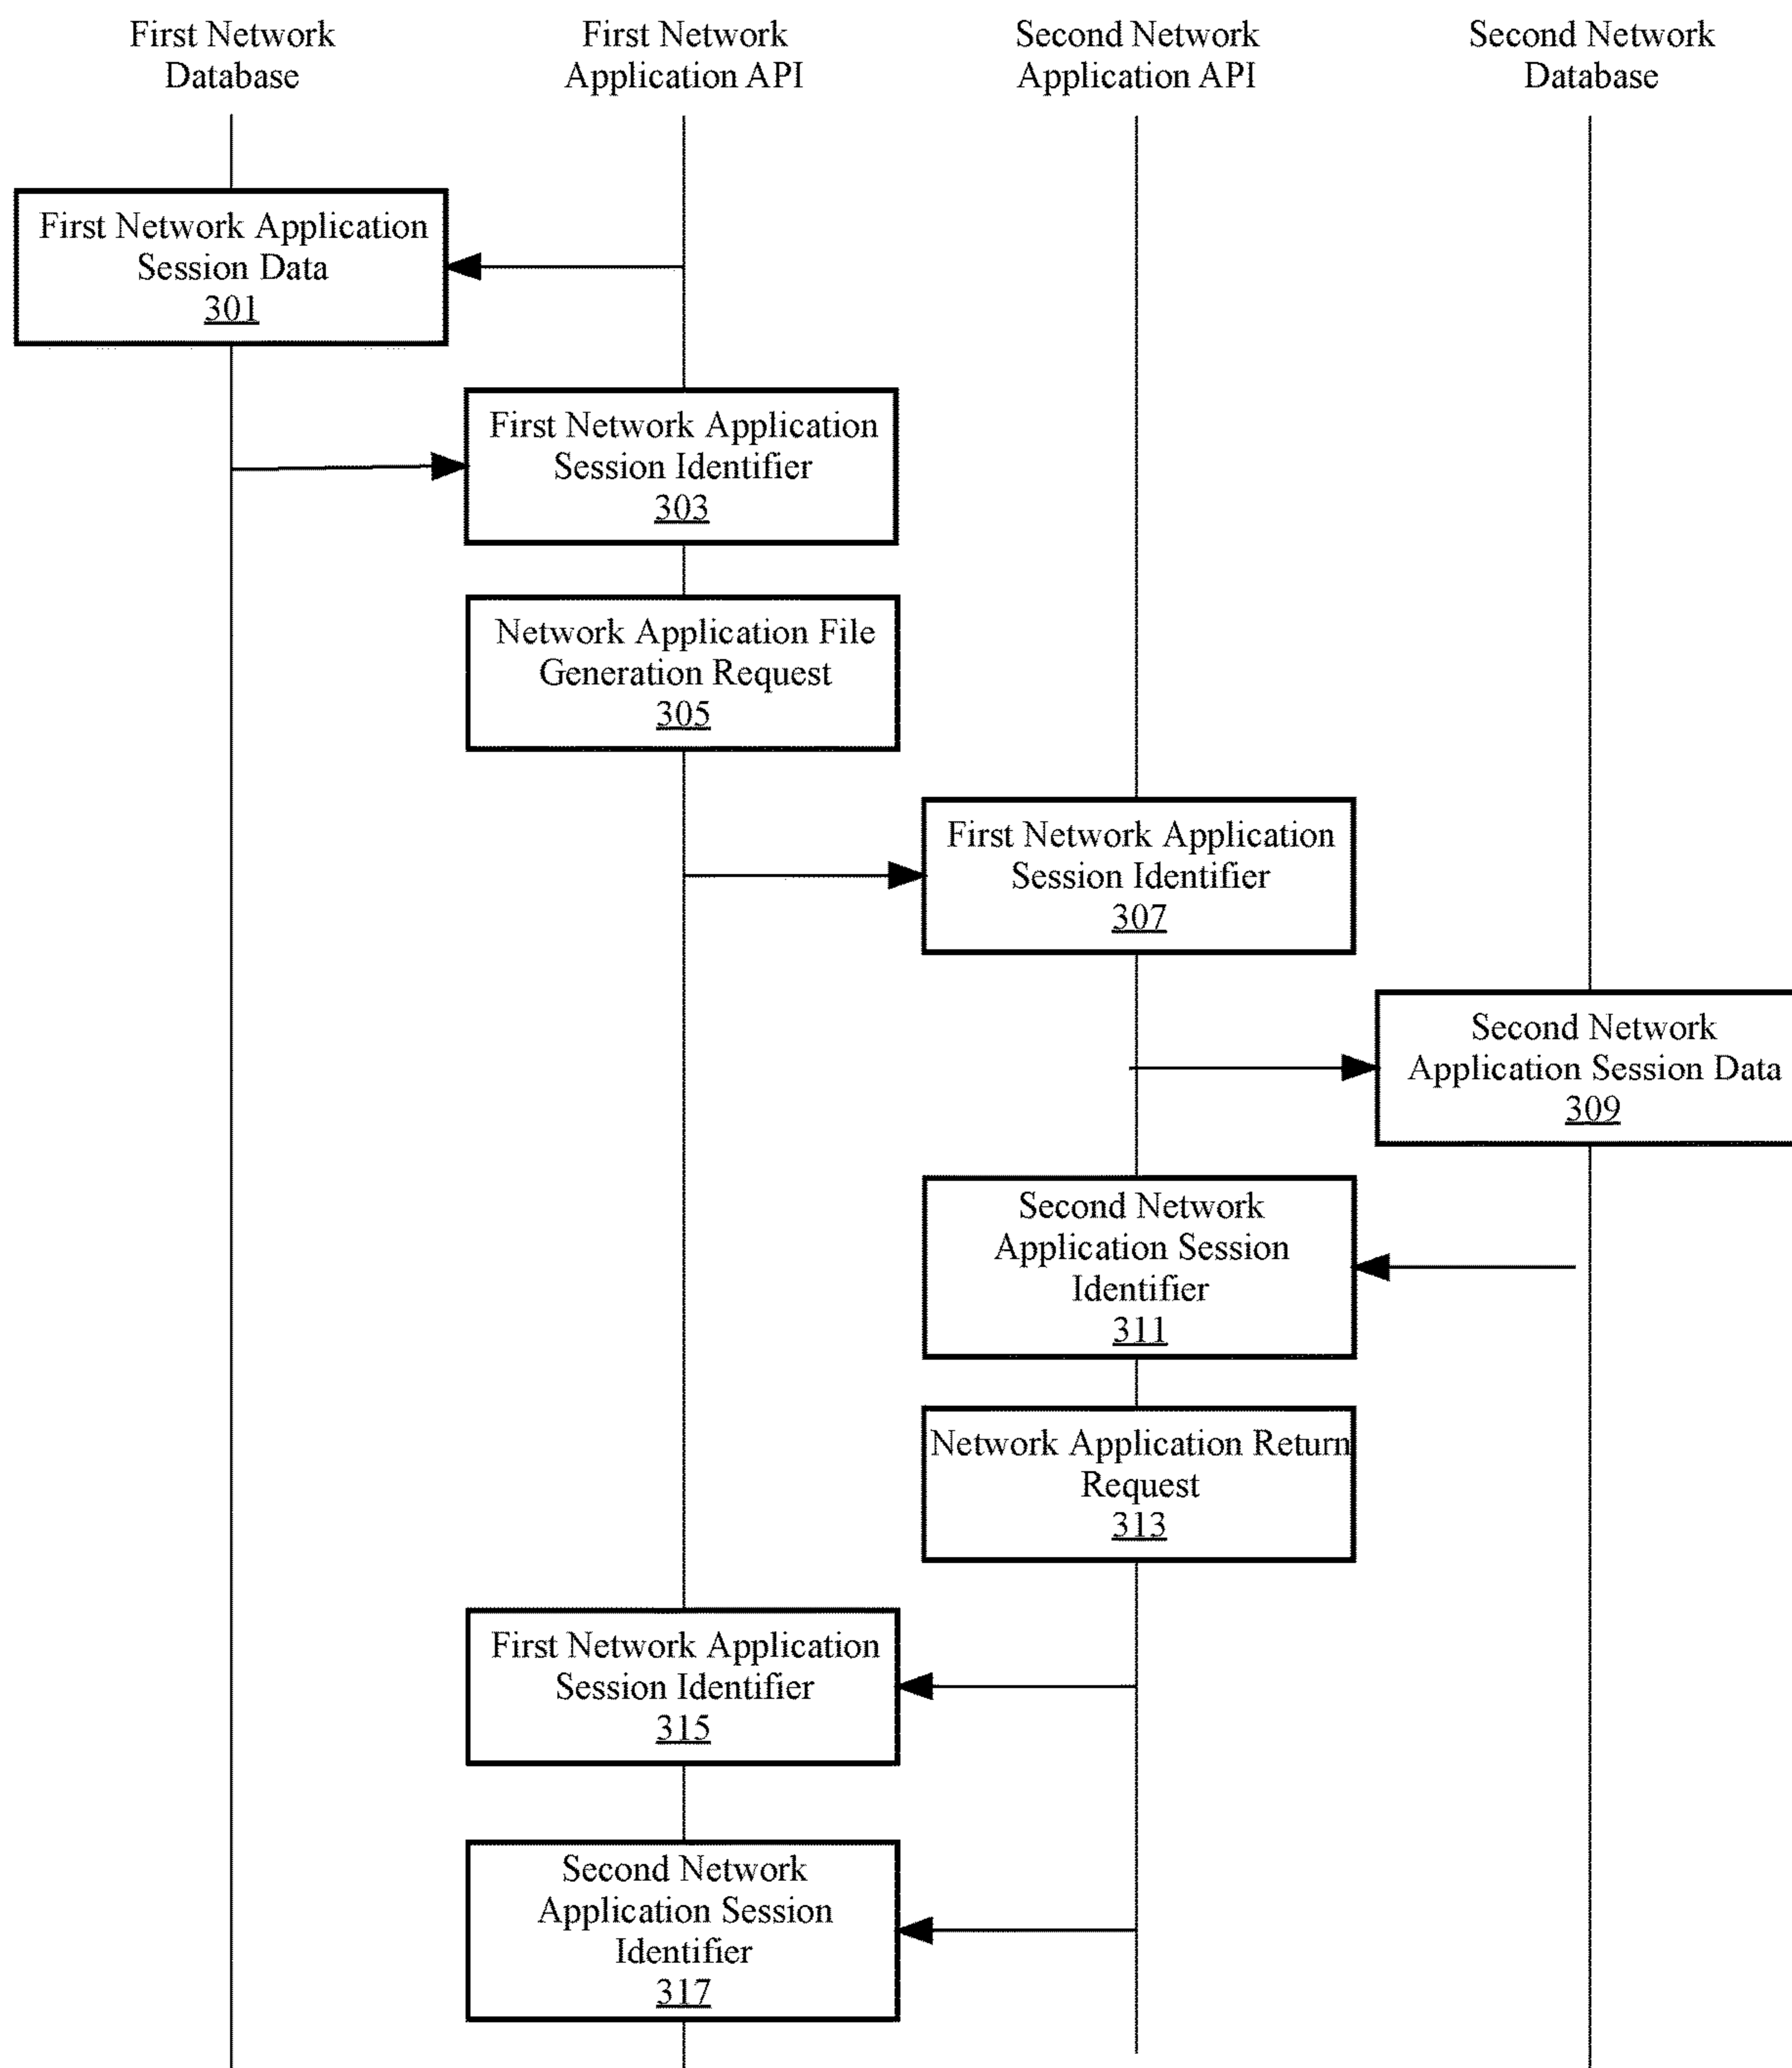 First Network
Database
First Network
Application API
Second Network
Application API
Second Network
Database
First Network Application
Session Data
301
First Network Application
Session Identifier
303
Network Application File
Generation Request
305
First Network Application
Session Identifier
307
Second Network
Application Session Data
309
Second Network
Application Session
Identifier
311
Network Application Return
Request
313
First Network Application
Session Identifier
315
Second Network
Application Session
Identifier
317